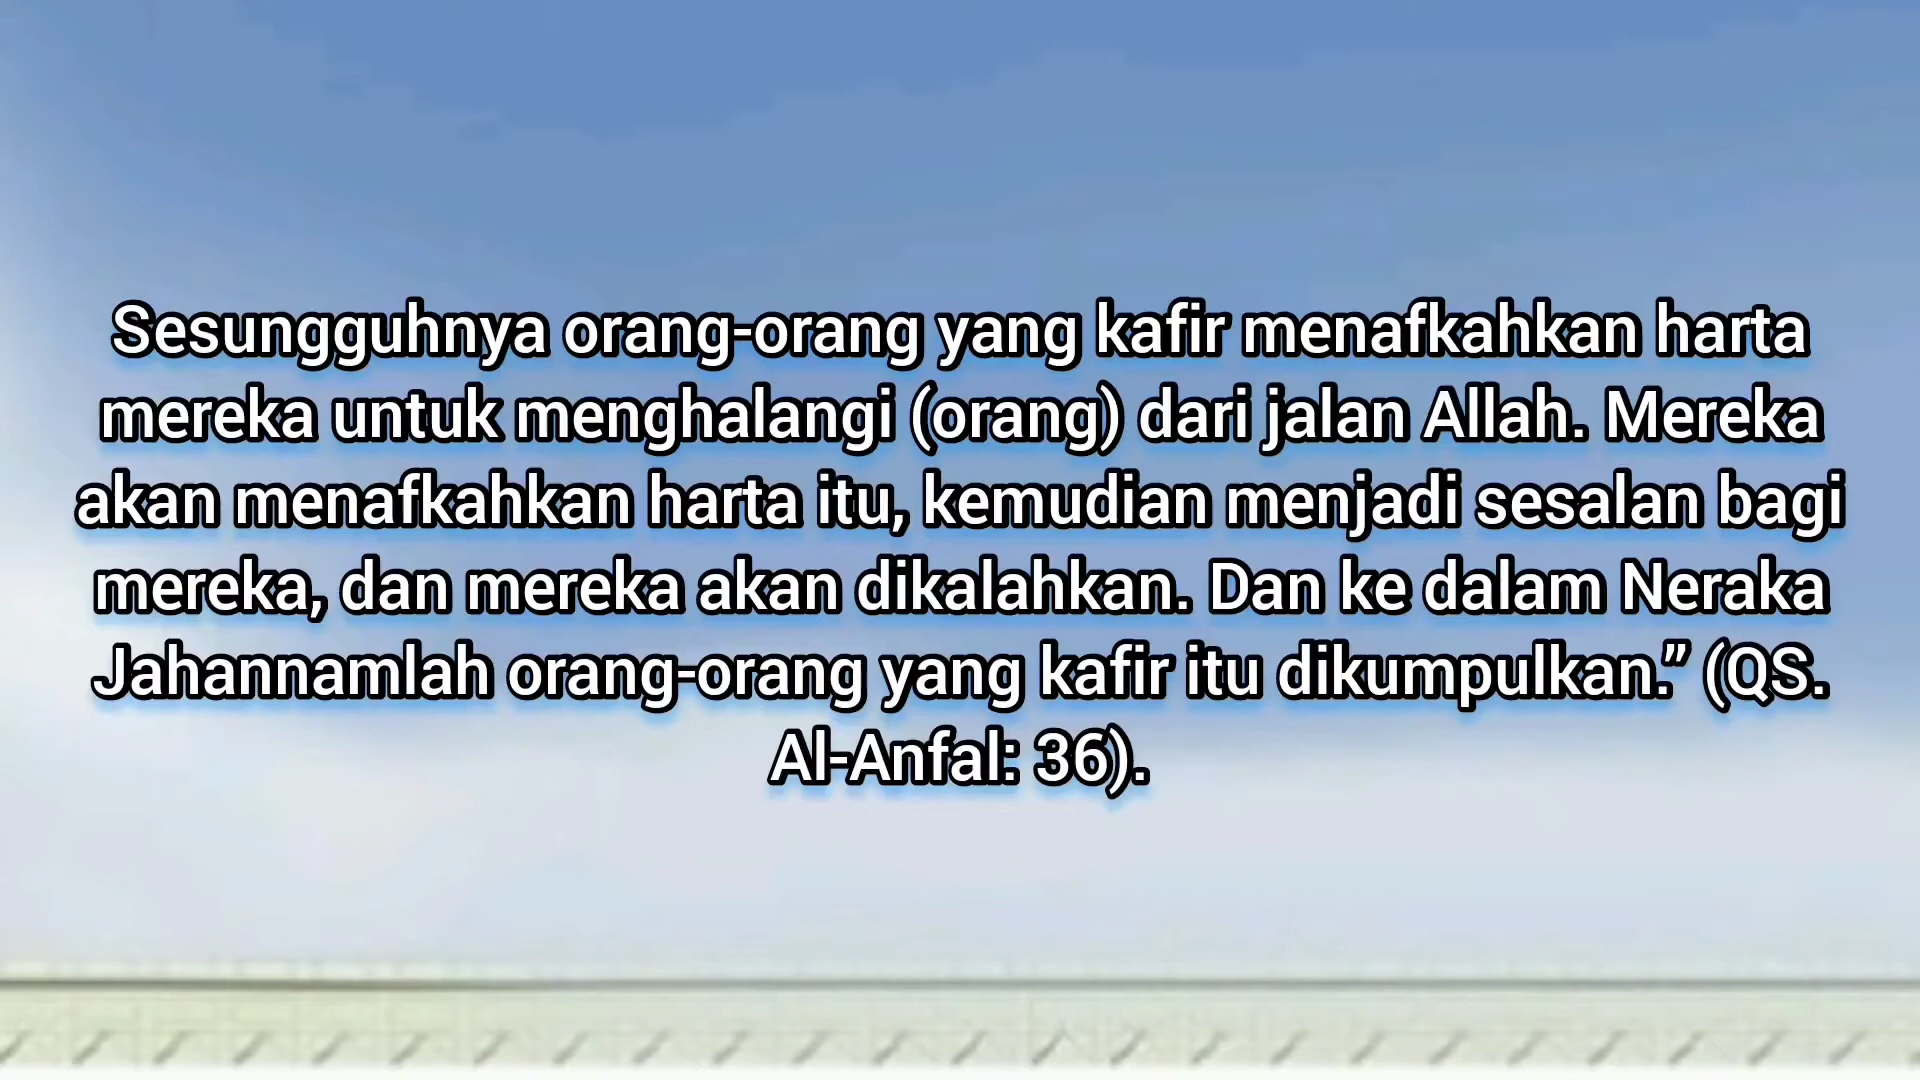 Sesungguhnya orang-orang yang kafir menafkahkan harta
mereka untuk menghalangi (orang) dari jalan Allah. Mereka
akan menafkahkan harta itu, kemudian menjadi sesalan bagi
mereka, dan mereka akan dikalahkan. Dan ke dalam Neraka
Jahannamlah orang-orang yang kafir itu dikumpulkan.” (QS.
Al-Anfal: 36).